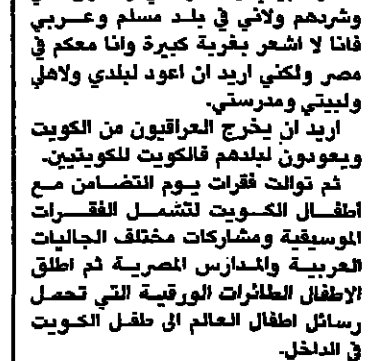 وشردهم ولاني في بلد مسلم وعربي
فانا لا اشعر بغربة كبيرة وانا معكم في
مصر ولكني اريد ان اعود لبلدي ولاهلي
ولبيتي ومدرستي.
اريد ان يخرج العراقيون من الكويت
ويعودون لبلدهم فالكويت للكويتيين.
ثم توالت فقرات يوم التضامن مع
أطفال الكويت لتشمل الفقرات
الموسيقية ومشاركات مختلف الجاليات
العربية والمدارس المصرية ثم اطلق
الاطفال الطائرات الورقية التي تحمل
رسائل اطفال العالم الى طفل الكويت
في الداخل.